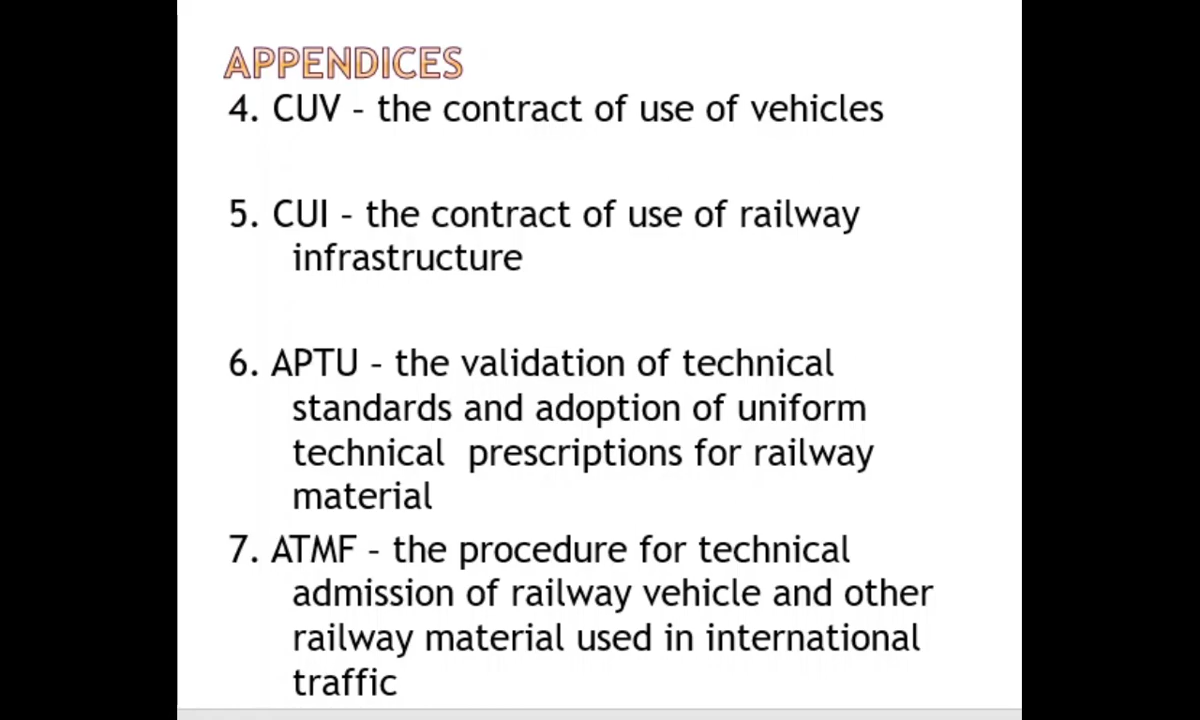 APPENDICES
4. CUV – the contract of use of vehicles
5. CUI – the contract of use of railway
infrastructure
6. APTU – the validation of technical
standards and adoption of uniform
technical  prescriptions for railway
material
7. ATMF – the procedure for technical
admission of railway vehicle and other
railway material used in international
traffic